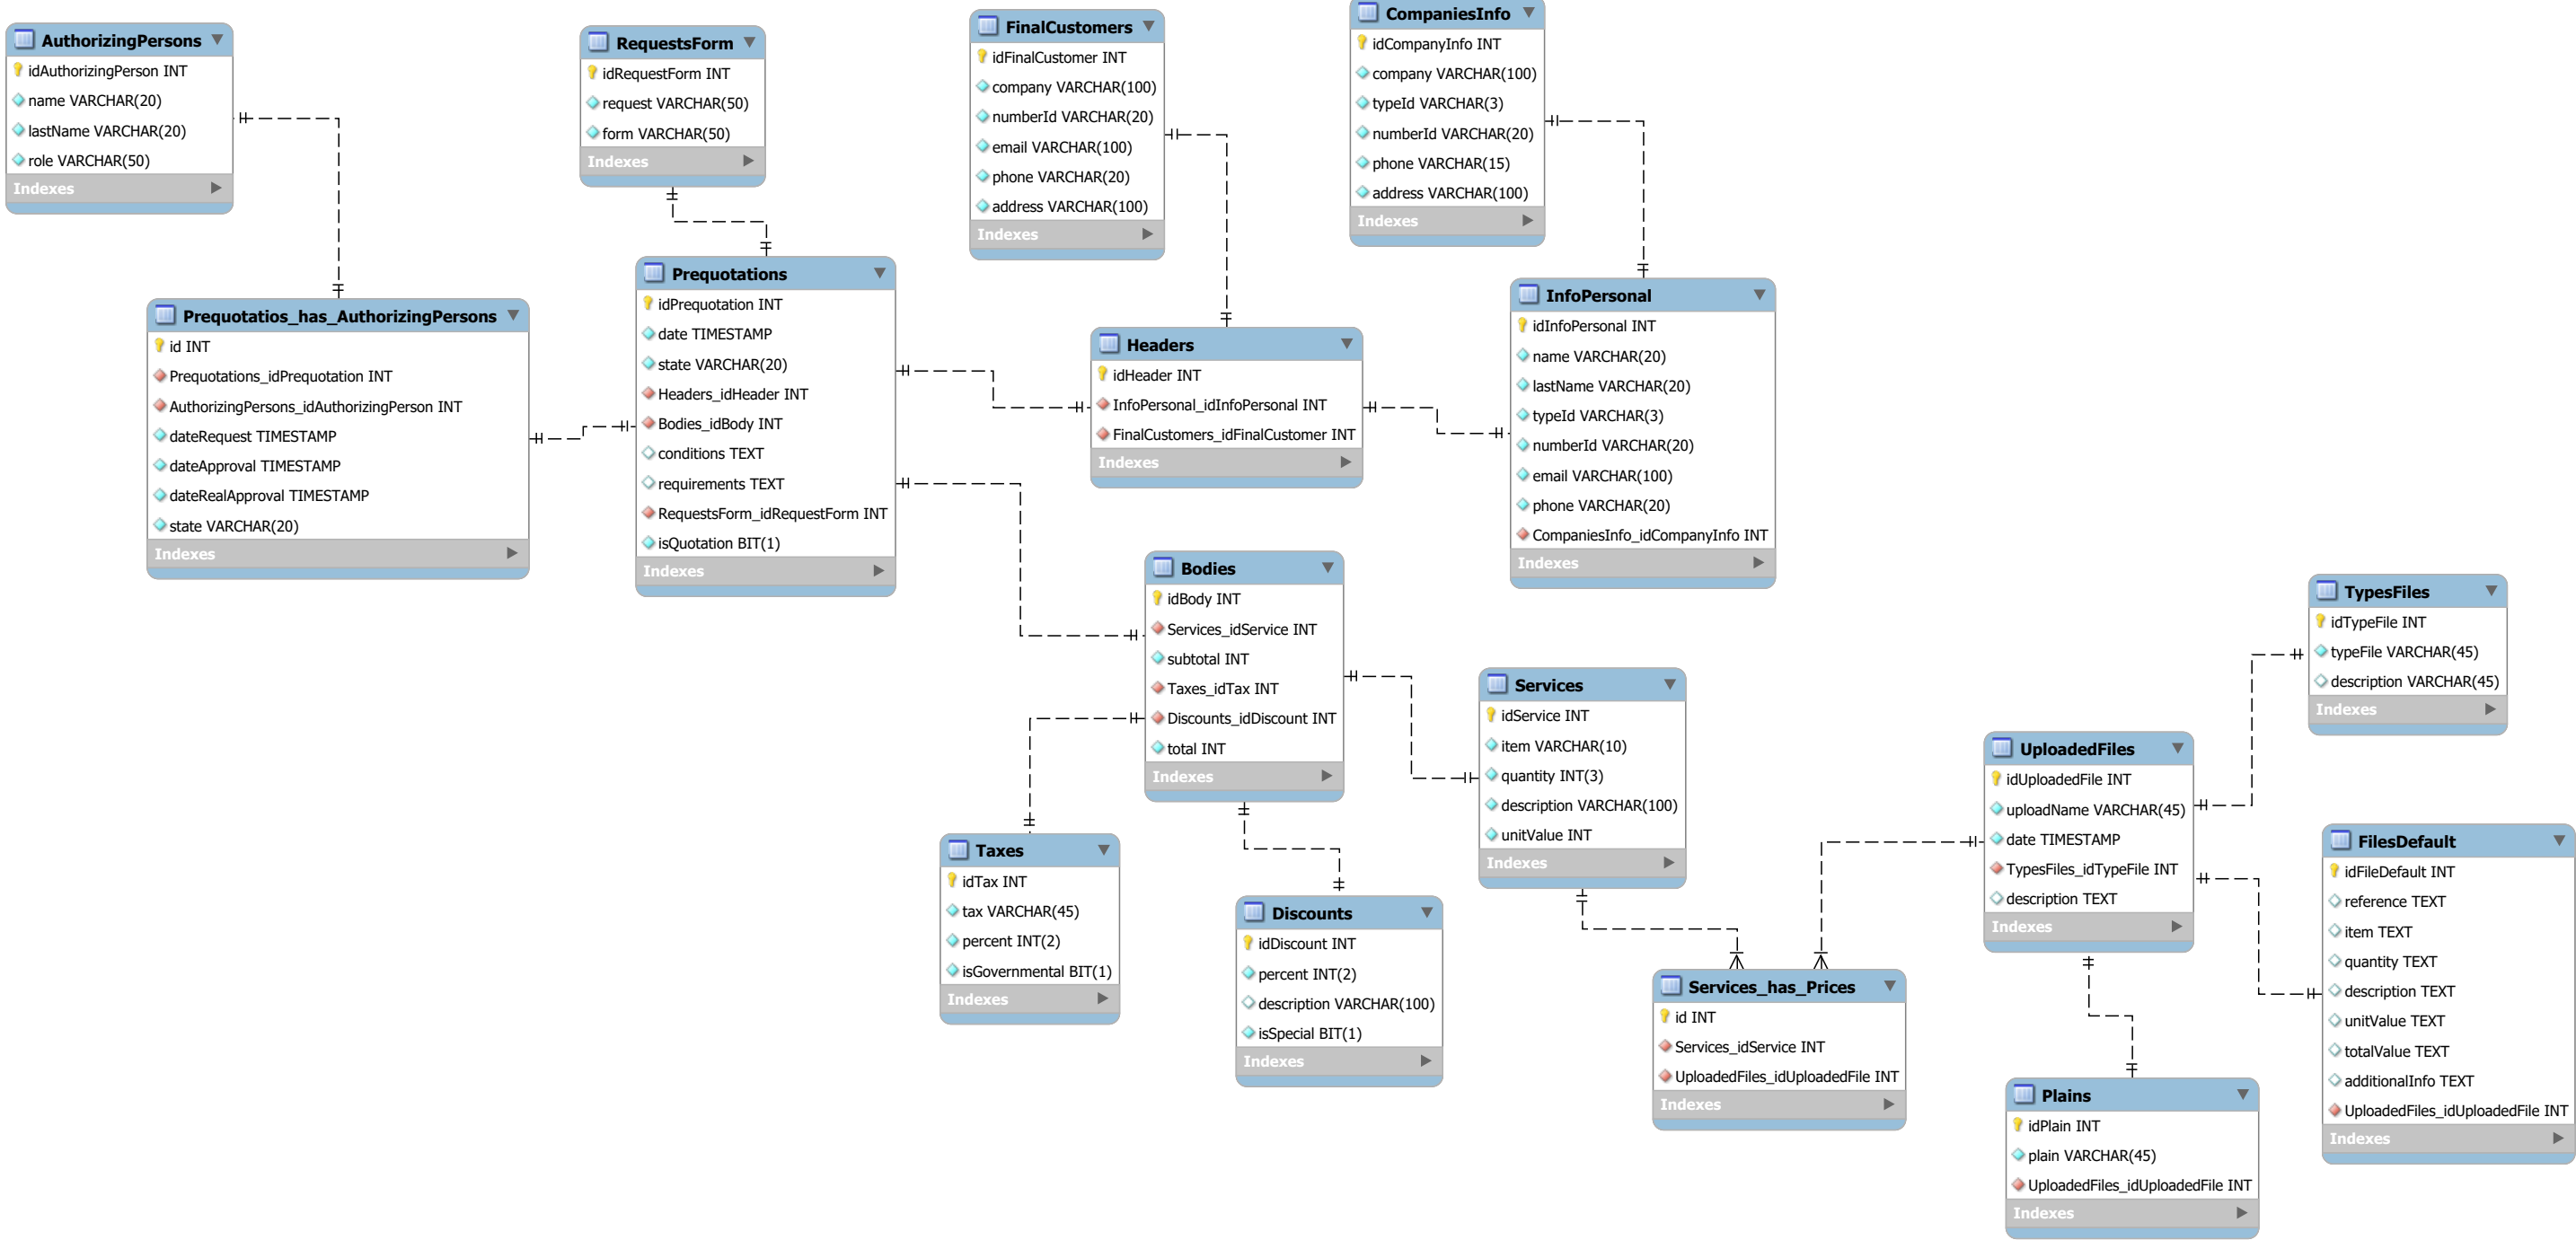 AuthorizingPersons
idAuthorizingPerson INT
name VARCHAR(20)
lastName VARCHAR(20)
role VARCHAR(50)
Indexes
RequestsForm
idRequestForm INT
request VARCHAR(50)
form VARCHAR(50)
Indexes
FinalCustomers
idFinalCustomer INT
company VARCHAR(100)
numberId VARCHAR(20)
email VARCHAR(100)
phone VARCHAR(20)
address VARCHAR(100)
Indexes
CompaniesInfo
idCompanyInfo INT
company VARCHAR(100)
typeId VARCHAR(3)
numberId VARCHAR(20)
phone VARCHAR(15)
address VARCHAR(100)
Indexes
Prequotatios_has_AuthorizingPersons
id INT
Prequotations_idPrequotation INT
AuthorizingPersons_idAuthorizingPerson INT
dateRequest TIMESTAMP
dateApproval TIMESTAMP
dateRealApproval TIMESTAMP
state VARCHAR(20)
Indexes
Prequotations
idPrequotation INT
date TIMESTAMP
state VARCHAR(20)
Headers_idHeader INT
Bodies_idBody INT
conditions TEXT
requirements TEXT
RequestsForm_idRequestForm INT
isQuotation BIT(1)
Indexes
Headers
idHeader INT
InfoPersonal_idInfoPersonal INT
FinalCustomers_idFinalCustomer INT
Indexes
InfoPersonal
idInfoPersonal INT
name VARCHAR(20)
lastName VARCHAR(20)
typeId VARCHAR(3)
numberId VARCHAR(20)
email VARCHAR(100)
phone VARCHAR(20)
CompaniesInfo_idCompanyInfo INT
Indexes
Bodies
idBody INT
Services_idService INT
subtotal INT
Taxes_idTax INT
Discounts_idDiscount INT
total INT
Indexes
Services
idService INT
item VARCHAR(10)
quantity INT(3)
description VARCHAR(100)
unitValue INT
Indexes
TypesFiles
idTypeFile INT
typeFile VARCHAR(45)
description VARCHAR(45)
Indexes
UploadedFiles
idUploadedFile INT
uploadName VARCHAR(45)
date TIMESTAMP
TypesFiles_idTypeFile INT
description TEXT
Indexes
Taxes
idTax INT
tax VARCHAR(45)
percent INT(2)
isGovernmental BIT(1)
Indexes
Discounts
idDiscount INT
percent INT(2)
description VARCHAR(100)
isSpecial BIT(1)
Indexes
Services_has_Prices
id INT
Services_idService INT
UploadedFiles_idUploadedFile INT
Indexes
FilesDefault
idFileDefault INT
reference TEXT
item TEXT
quantity TEXT
description TEXT
unitValue TEXT
totalValue TEXT
additionalInfo TEXT
UploadedFiles_idUploadedFile INT
Indexes
Plains
idPlain INT
plain VARCHAR(45)
UploadedFiles_idUploadedFile INT
Indexes